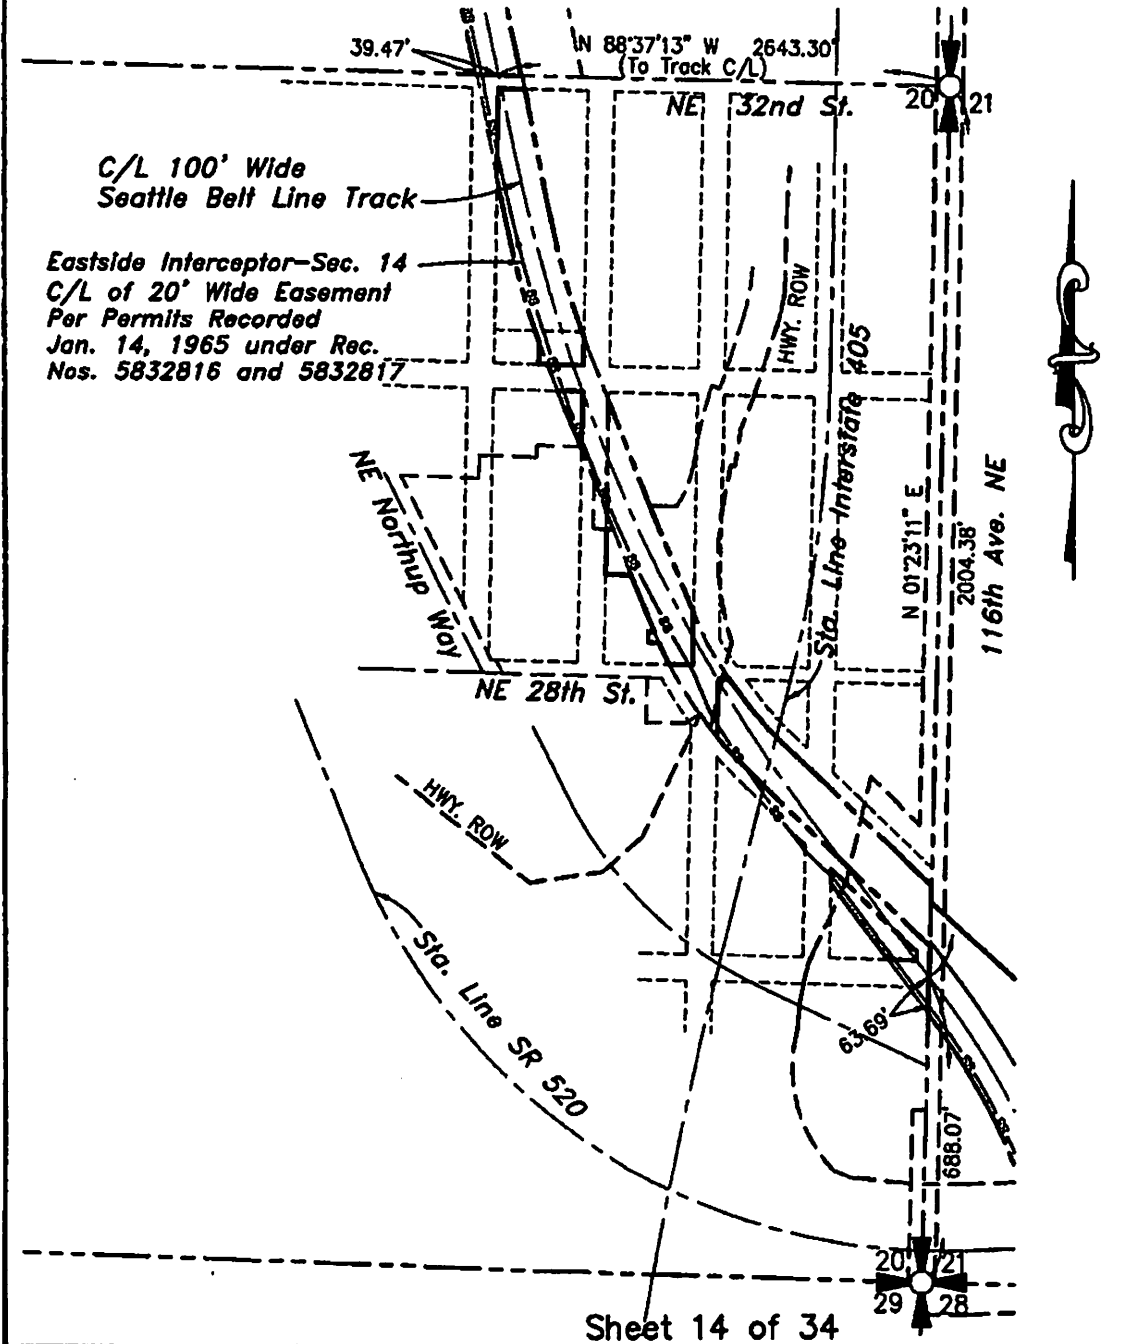 39.47'
N 88°37'13" W 2643.30'
(To Track C/L)
NE 32nd St.
20 21
C/L 100' Wide
Seattle Belt Line Track
Eastside Interceptor-Sec. 14
C/L of 20' Wide Easement
Per Permits Recorded
Jan. 14, 1965 under Rec.
Nos. 5832816 and 5832817
HWY. ROW
Sta. Line Interstate 405
N 01°23'11" E
2004.38'
116th Ave. NE
NE Northup Way
NE 28th St.
HWY. ROW
Sta. Line SR 520
63.69'
688.07'
20 21
29 28
Sheet 14 of 34